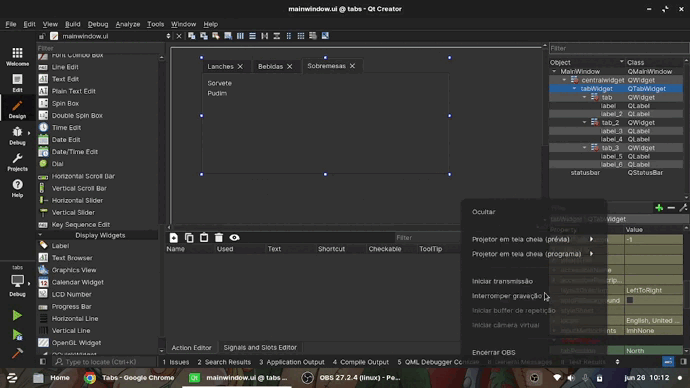 mainwindow.ui @ tabs - Qt Creator
File Edit View Build Debug Analyze Tools Window Help
mainwindow.ui
Filter
Font Combo Box
Line Edit
Text Edit
Plain Text Edit
Spin Box
Double Spin Box
Time Edit
Date Edit
Date/Time Edit
Dial
Horizontal Scroll Bar
Vertical Scroll Bar
Horizontal Slider
Vertical Slider
Key Sequence Edit
Display Widgets
Label
Text Browser
Graphics View
Calendar Widget
LCD Number
Progress Bar
Horizontal Line
Vertical Line
OpenGL Widget
Welcome
Edit
Design
Debug
Projects
Help
tabs
Debug
Lanches
Bebidas
Sobremesas
Sorvete
Pudim
Filter
Name Used Text Shortcut Checkable ToolTip
Action Editor Signals and Slots Editor
Filter
Object Class
MainWindow QMainWindow
centralwidget QWidget
tabWidget QTabWidget
tab QWidget
label QLabel
label_2 QLabel
tab_2 QWidget
label_3 QLabel
label_4 QLabel
tab_3 QWidget
label_5 QLabel
label_6 QLabel
statusbar QStatusBar
Value
-1
LeftToRight
English, United ...
ImhNone
North
Ocultar
Projetor em tela cheia (prévia)
Projetor em tela cheia (programa)
Iniciar transmissão
Interromper gravação
Iniciar buffer de repetição
Iniciar câmera virtual
Encerrar OBS
Type to locate (Ctrl+K)
1 Issues 2 Search Results 3 Application Output 4 Compile Output 5 QML Debugger
Home
Tabs - Google Chrome
mainwindow.ui @ tabs ...
OBS 27.2.4 (linux) - Pe...
jun 26 10:12